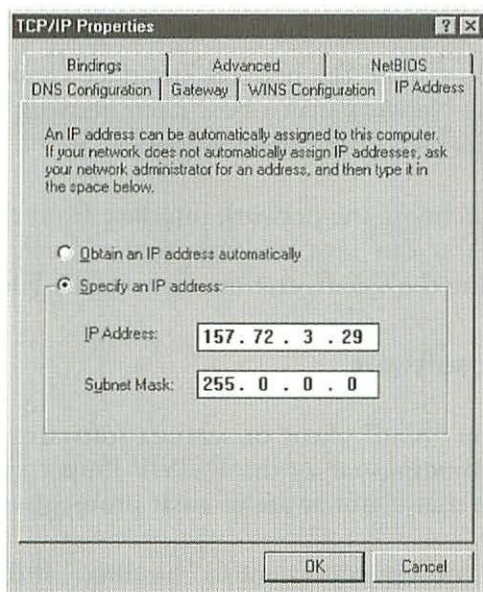 TCP/IP Properties
Bindings Advanced NetBIOS
DNS Configuration Gateway WINS Configuration IP Address
An IP address can be automatically assigned to this computer.
If your network does not automatically assign IP addresses, ask
your network administrator for an address, and then type it in
the space below.
Obtain an IP address automatically
Specify an IP address:
IP Address: 157.72.3.29
Subnet Mask: 255.0.0.0
OK Cancel